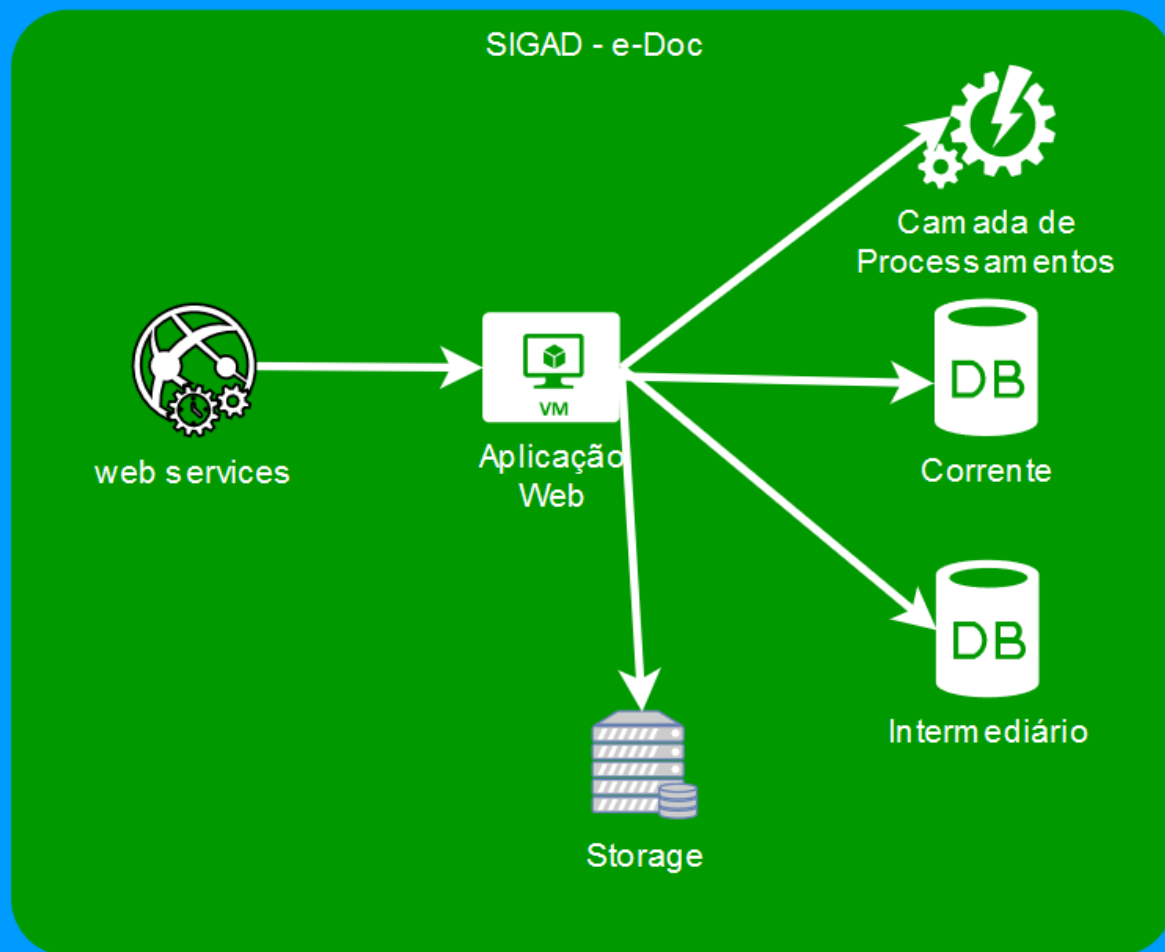 SIGAD - e-Doc
Camada de
Processamentos
DB
Corrente
VM
Aplicação
Web
web services
DB
Intermediário
Storage